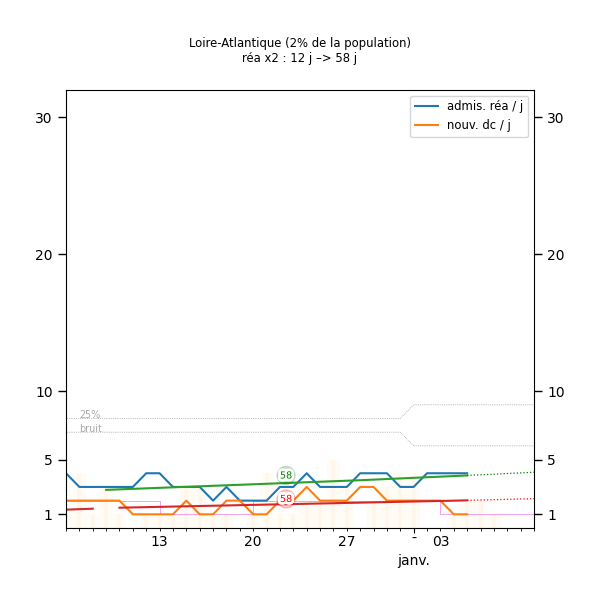 Loire-Atlantique (2% de la population)
réa x2 : 12 j –> 58 j
admis. réa / j
nouv. dc / j
30 30
20 20
10 10
25%
bruit
5 5
58
58
1 1
13 20 27 - 03
janv.